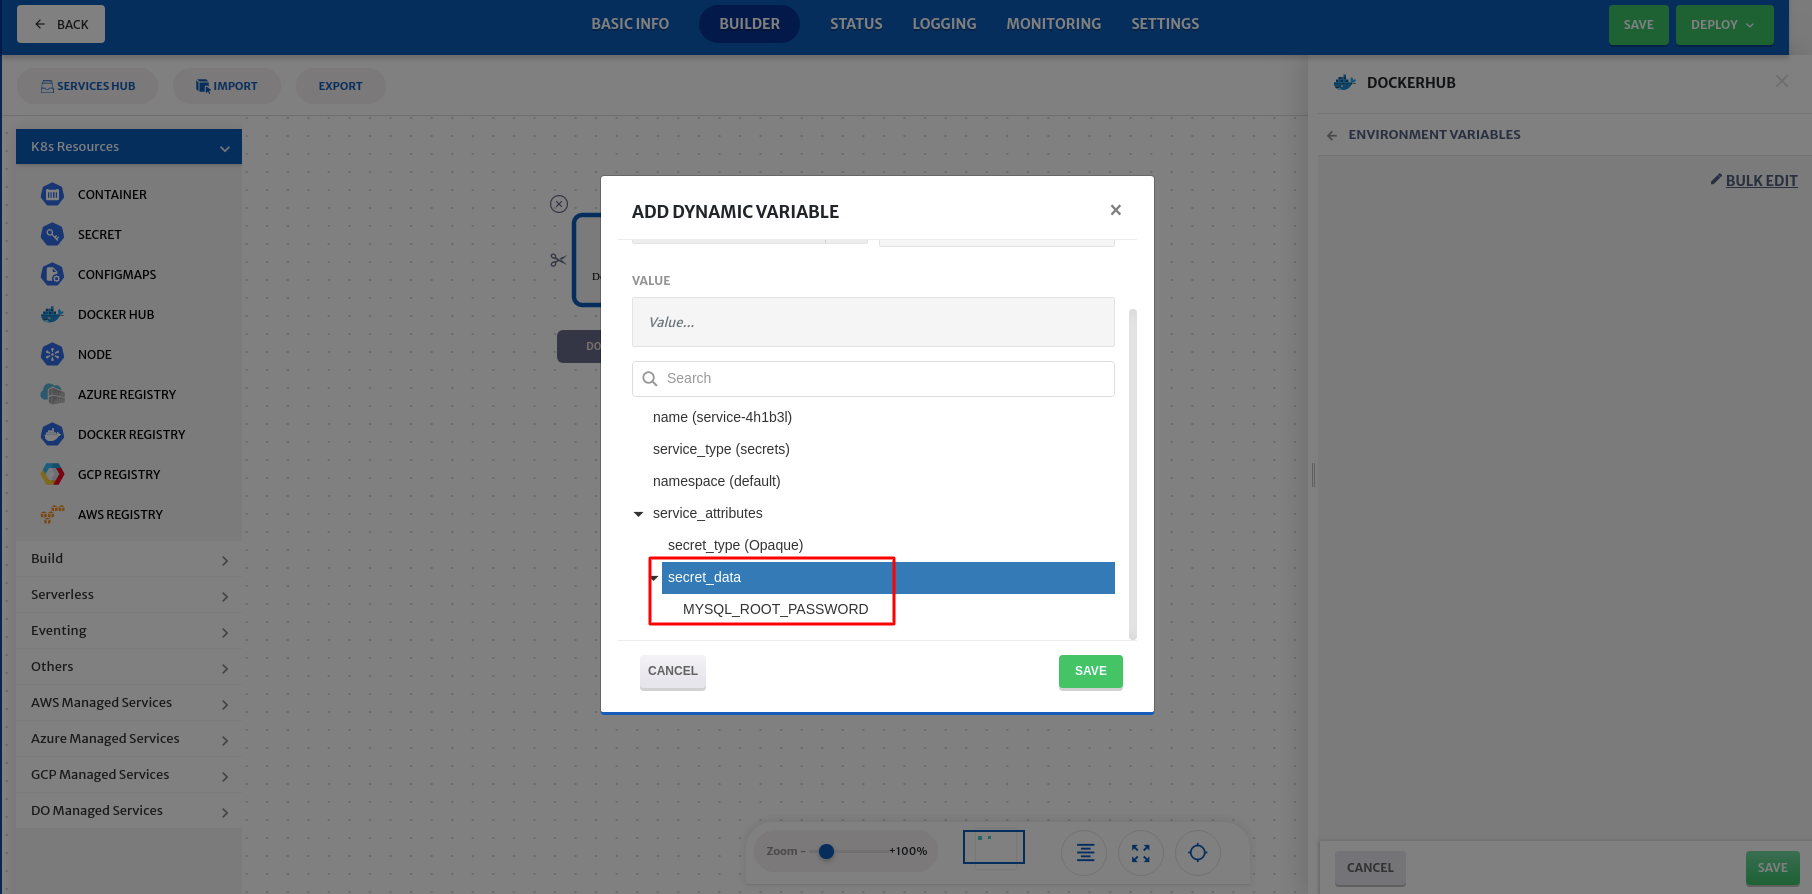 BACK
BASIC INFO
BUILDER
STATUS
LOGGING
MONITORING
SETTINGS
SAVE
DEPLOY
SERVICES HUB
IMPORT
EXPORT
K8s Resources
CONTAINER
SECRET
CONFIGMAPS
DOCKER HUB
NODE
AZURE REGISTRY
DOCKER REGISTRY
GCP REGISTRY
AWS REGISTRY
Build
Serverless
Eventing
Others
AWS Managed Services
Azure Managed Services
GCP Managed Services
DO Managed Services
ADD DYNAMIC VARIABLE
VALUE
Value...
Search
name (service-4h1b3l)
service_type (secrets)
namespace (default)
service_attributes
secret_type (Opaque)
secret_data
MYSQL_ROOT_PASSWORD
CANCEL
SAVE
Zoom -
+100%
DOCKERHUB
ENVIRONMENT VARIABLES
BULK EDIT
CANCEL
SAVE